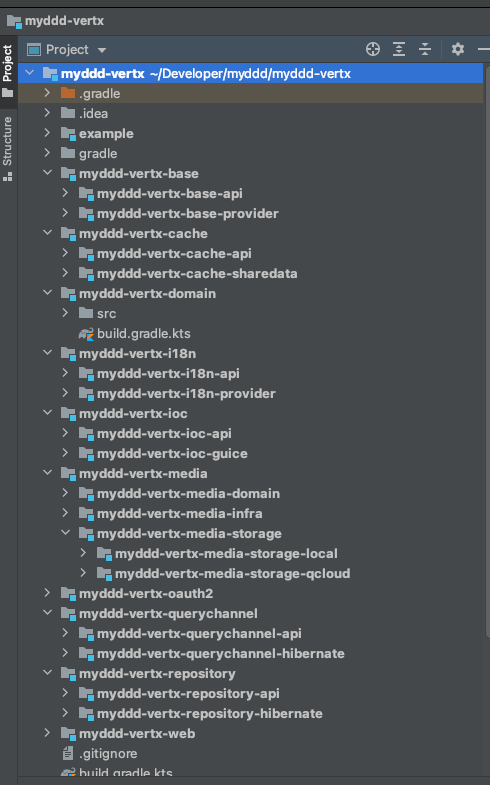 myddd-vertx
Project
Project
Structure
myddd-vertx ~/Developer/myddd/myddd-vertx
.gradle
.idea
example
gradle
myddd-vertx-base
myddd-vertx-base-api
myddd-vertx-base-provider
myddd-vertx-cache
myddd-vertx-cache-api
myddd-vertx-cache-sharedata
myddd-vertx-domain
src
build.gradle.kts
myddd-vertx-i18n
myddd-vertx-i18n-api
myddd-vertx-i18n-provider
myddd-vertx-ioc
myddd-vertx-ioc-api
myddd-vertx-ioc-guice
myddd-vertx-media
myddd-vertx-media-domain
myddd-vertx-media-infra
myddd-vertx-media-storage
myddd-vertx-media-storage-local
myddd-vertx-media-storage-qcloud
myddd-vertx-oauth2
myddd-vertx-querychannel
myddd-vertx-querychannel-api
myddd-vertx-querychannel-hibernate
myddd-vertx-repository
myddd-vertx-repository-api
myddd-vertx-repository-hibernate
myddd-vertx-web
.gitignore
build.gradle.kts